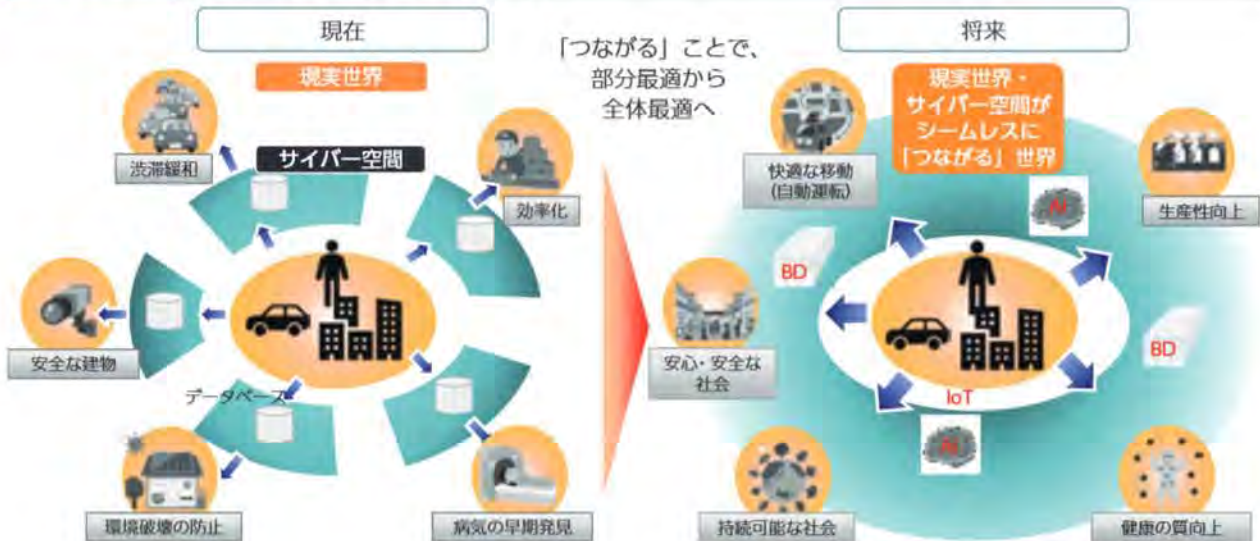 現在
現実世界
サイバー空間
渋滞緩和
効率化
安全な建物
データベース
環境破壊の防止
病気の早期発見
「つながる」ことで、
部分最適から
全体最適へ
将来
現実世界・
サイバー空間が
シームレスに
「つながる」世界
快適な移動
(自動運転)
AI
生産性向上
BD
安心・安全な
社会
BD
IoT
AI
持続可能な社会
健康の質向上